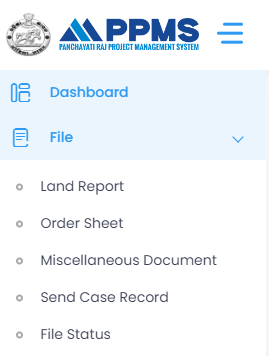 PPMS
PANCHAYATI RAJ PROJECT MANAGEMENT SYSTEM
Dashboard
File
Land Report
Order Sheet
Miscellaneous Document
Send Case Record
File Status